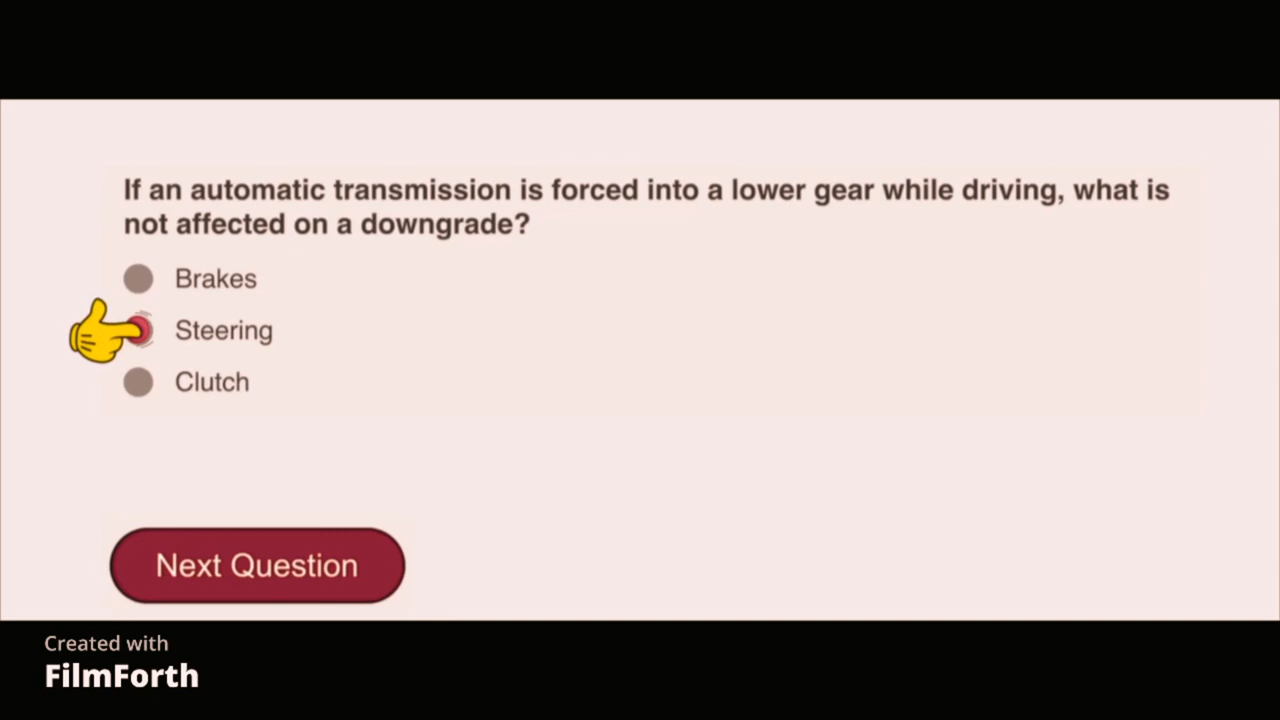 If an automatic transmission is forced into a lower gear while driving, what is
not affected on a downgrade?
Brakes
Steering
Clutch
Next Question
Created with
FilmForth